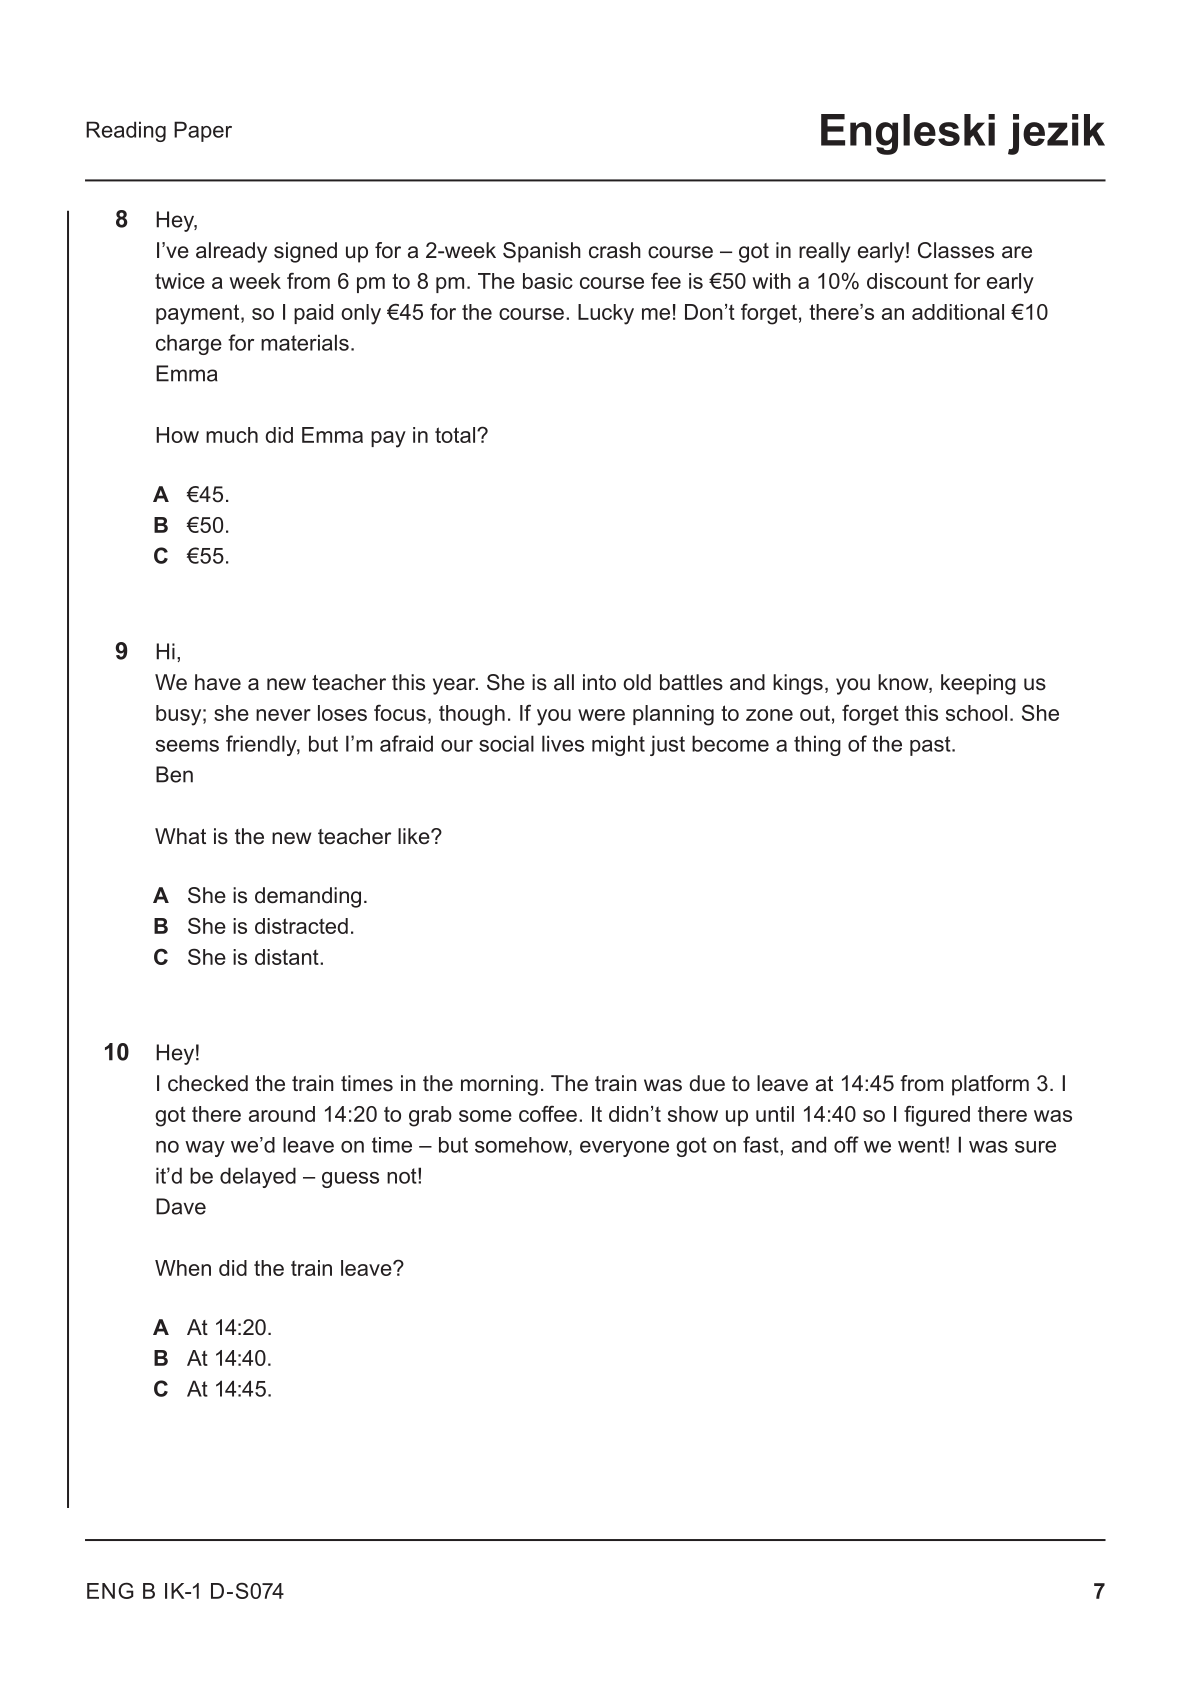 Reading Paper
Engleski jezik
8 Hey,
I’ve already signed up for a 2-week Spanish crash course – got in really early! Classes are
twice a week from 6 pm to 8 pm. The basic course fee is €50 with a 10% discount for early
payment, so I paid only €45 for the course. Lucky me! Don’t forget, there’s an additional €10
charge for materials.
Emma
How much did Emma pay in total?
A €45.
B €50.
C €55.
9 Hi,
We have a new teacher this year. She is all into old battles and kings, you know, keeping us
busy; she never loses focus, though. If you were planning to zone out, forget this school. She
seems friendly, but I’m afraid our social lives might just become a thing of the past.
Ben
What is the new teacher like?
A She is demanding.
B She is distracted.
C She is distant.
10 Hey!
I checked the train times in the morning. The train was due to leave at 14:45 from platform 3. I
got there around 14:20 to grab some coffee. It didn’t show up until 14:40 so I figured there was
no way we’d leave on time – but somehow, everyone got on fast, and off we went! I was sure
it’d be delayed – guess not!
Dave
When did the train leave?
A At 14:20.
B At 14:40.
C At 14:45.
ENG B IK-1 D-S074
7